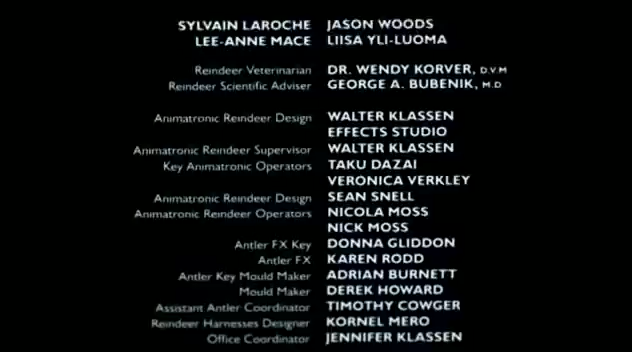 SYLVAIN LAROCHE JASON WOODS
LEE-ANNE MACE LIISA YLI-LUOMA
Reindeer Veterinarian DR. WENDY KORVER, D.V.M
Reindeer Scientific Adviser GEORGE A. BUBENIK, M.D
Animatronic Reindeer Design WALTER KLASSEN
EFFECTS STUDIO
Animatronic Reindeer Supervisor WALTER KLASSEN
Key Animatronic Operators TAKU DAZAI
VERONICA VERKLEY
Animatronic Reindeer Design SEAN SNELL
Animatronic Reindeer Operators NICOLA MOSS
NICK MOSS
Antler FX Key DONNA GLIDDON
Antler FX KAREN RODD
Antler Key Mould Maker ADRIAN BURNETT
Mould Maker DEREK HOWARD
Assistant Antler Coordinator TIMOTHY COWGER
Reindeer Harnesses Designer KORNEL MERO
Office Coordinator JENNIFER KLASSEN